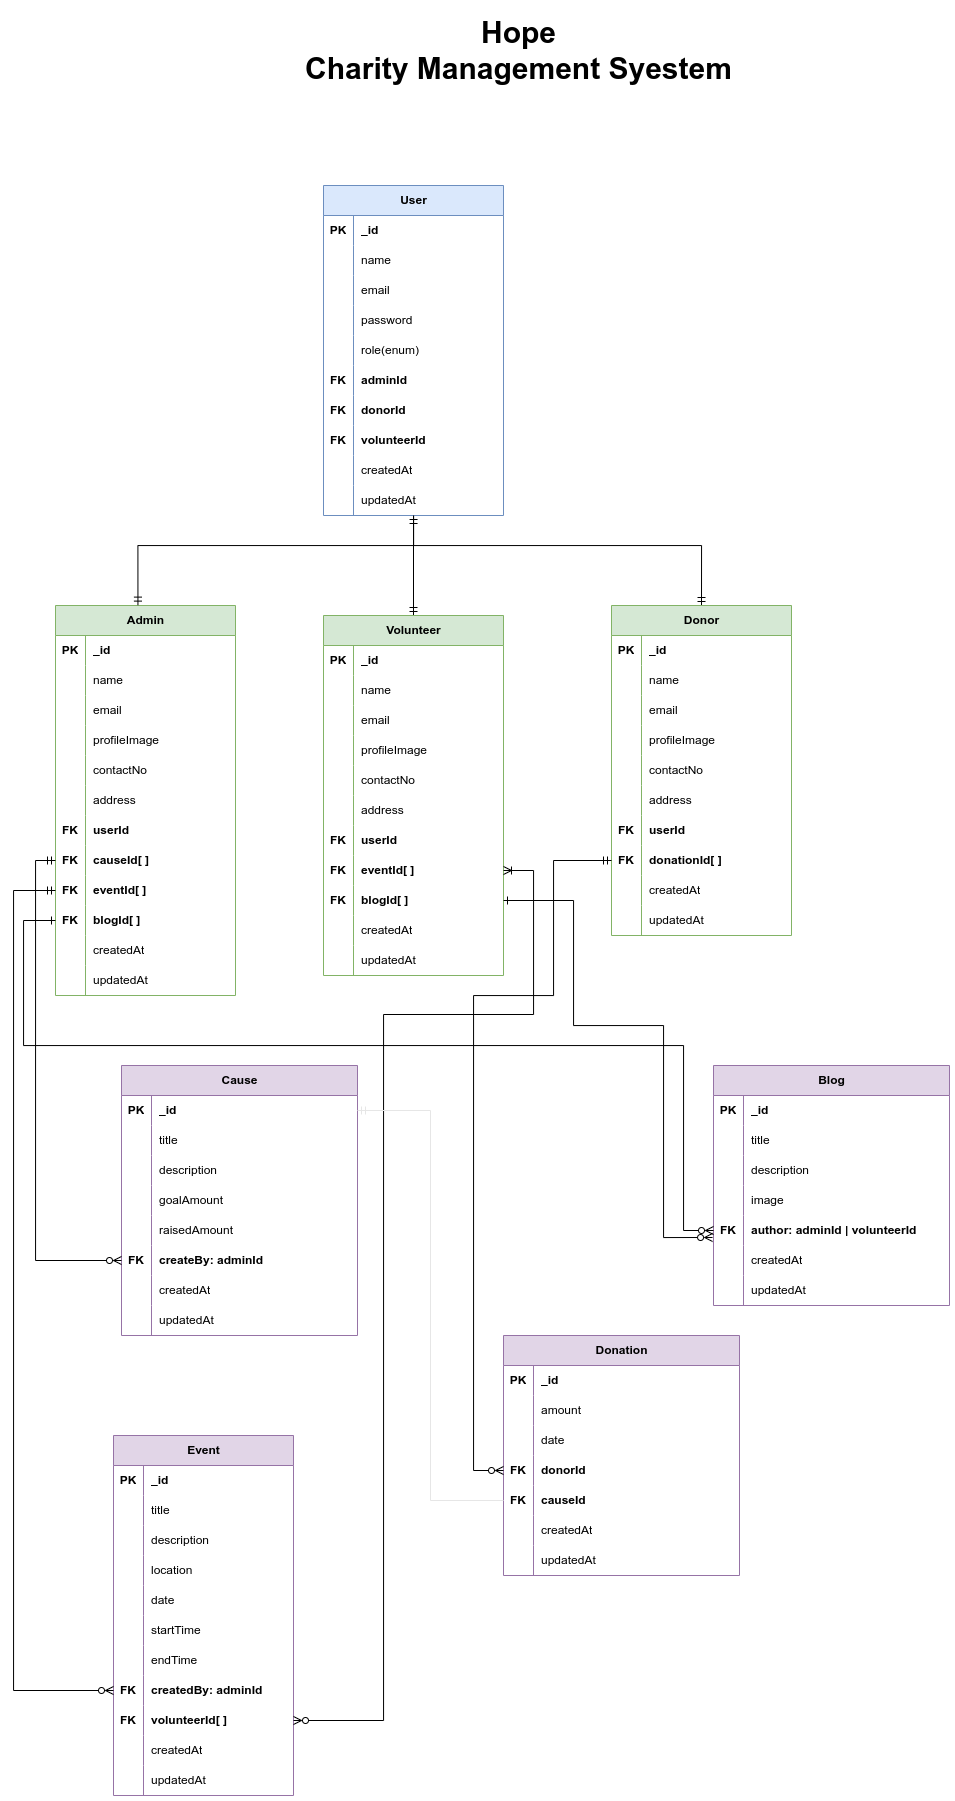 Hope
Charity Management Syestem
User
PK _id
name
email
password
role(enum)
FK adminId
FK donorId
FK volunteerId
createdAt
updatedAt
Admin
PK _id
name
email
profileImage
contactNo
address
FK userId
FK causeId[ ]
FK eventId[ ]
FK blogId[ ]
createdAt
updatedAt
Volunteer
PK _id
name
email
profileImage
contactNo
address
FK userId
FK eventId[ ]
FK blogId[ ]
createdAt
updatedAt
Donor
PK _id
name
email
profileImage
contactNo
address
FK userId
FK donationId[ ]
createdAt
updatedAt
Cause
PK _id
title
description
goalAmount
raisedAmount
FK createBy: adminId
createdAt
updatedAt
Blog
PK _id
title
description
image
FK author: adminId | volunteerId
createdAt
updatedAt
Donation
PK _id
amount
date
FK donorId
FK causeId
createdAt
updatedAt
Event
PK _id
title
description
location
date
startTime
endTime
FK createdBy: adminId
FK volunteerId[ ]
createdAt
updatedAt